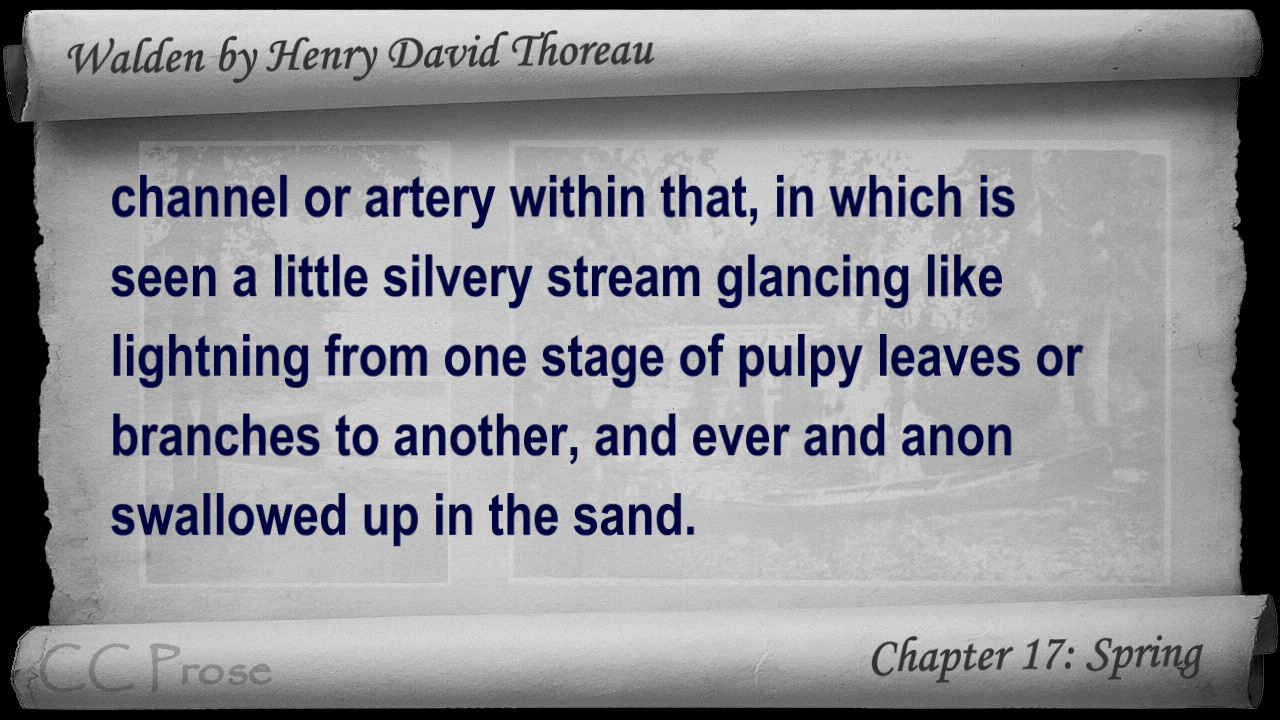 Walden by Henry David Thoreau
channel or artery within that, in which is
seen a little silvery stream glancing like
lightning from one stage of pulpy leaves or
branches to another, and ever and anon
swallowed up in the sand.
CC Prose
Chapter 17: Spring